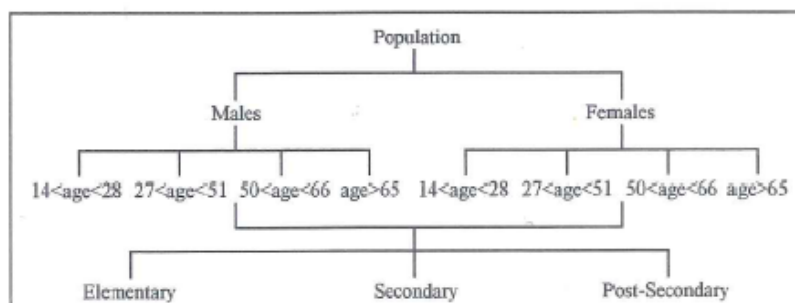 Population
Males Females
14<age<28 27<age<51 50<age<66 age>65 14<age<28 27<age<51 50<age<66 age>65
Elementary Secondary Post-Secondary